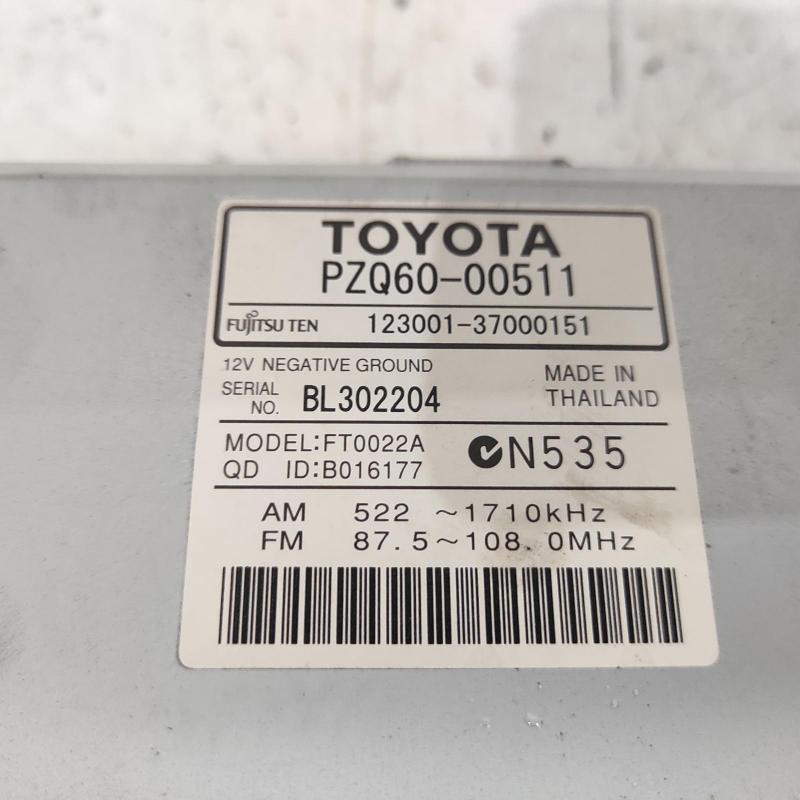 TOYOTA
PZQ60-00511
FUJITSU TEN 123001-37000151
12V NEGATIVE GROUND
SERIAL NO. BL302204
MADE IN THAILAND
MODEL:FT0022A
QD ID:B016177
N535
AM 522 ~1710kHz
FM 87.5~108.0MHz